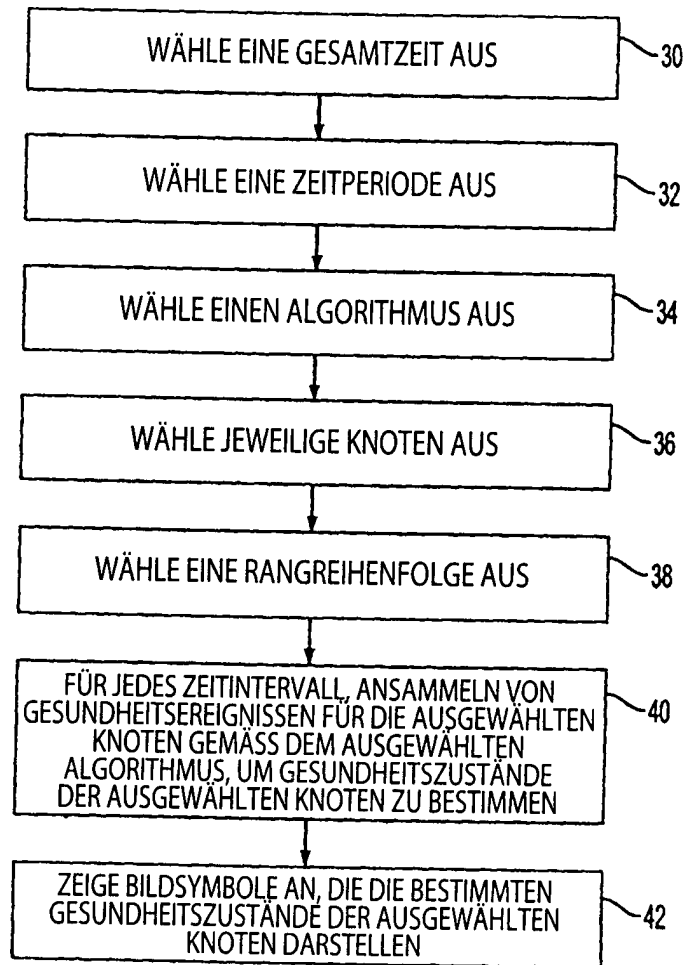 WÄHLE EINE GESAMTZEIT AUS
30
WÄHLE EINE ZEITPERIODE AUS
32
WÄHLE EINEN ALGORITHMUS AUS
34
WÄHLE JEWEILIGE KNOTEN AUS
36
WÄHLE EINE RANGREIHENFOLGE AUS
38
FÜR JEDES ZEITINTERVALL, ANSAMMELN VON
GESUNDHEITSEREIGNISSEN FÜR DIE AUSGEWÄHLTEN
KNOTEN GEMÄSS DEM AUSGEWÄHLTEN
ALGORITHMUS, UM GESUNDHEITSZUSTÄNDE
DER AUSGEWÄHLTEN KNOTEN ZU BESTIMMEN
40
ZEIGE BILDSYMBOLE AN, DIE DIE BESTIMMTEN
GESUNDHEITSZUSTÄNDE DER AUSGEWÄHLTEN
KNOTEN DARSTELLEN
42